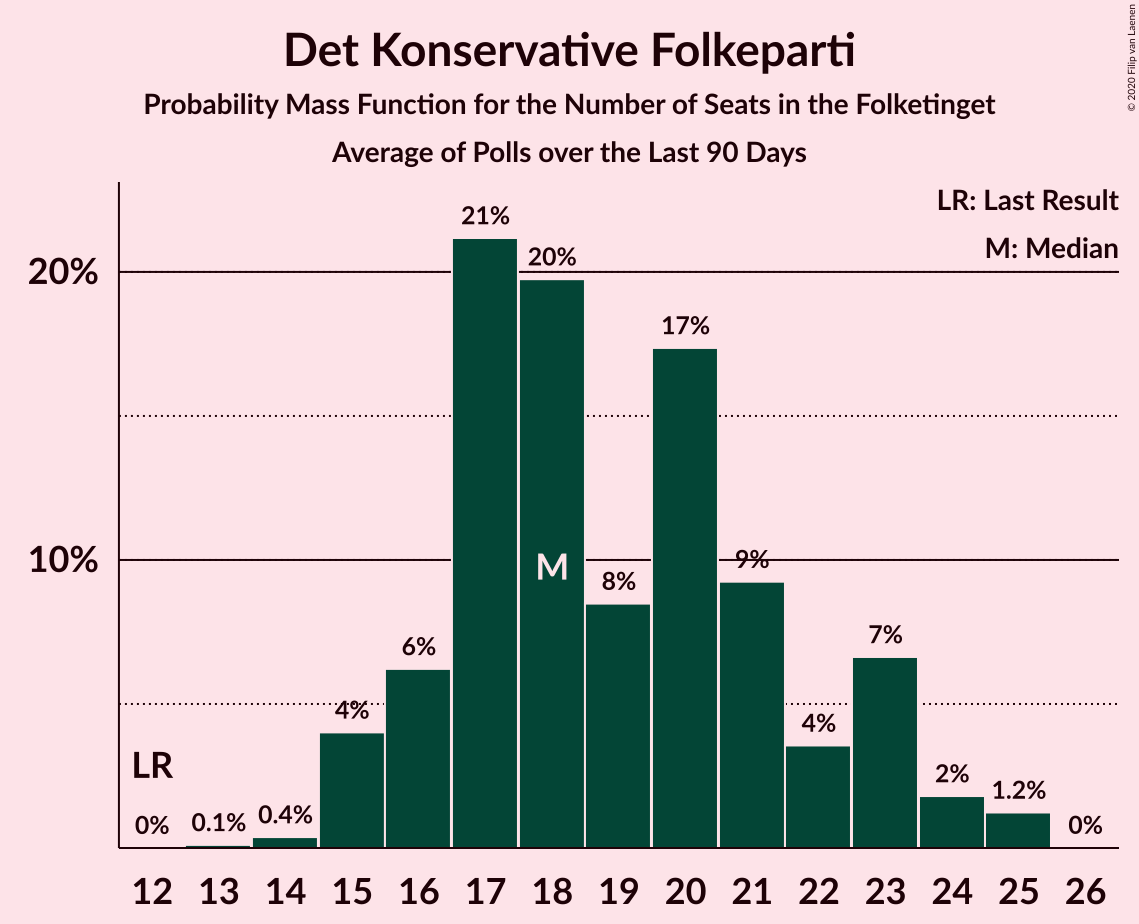 Det Konservative Folkeparti
Probability Mass Function for the Number of Seats in the Folketinget
Average of Polls over the Last 90 Days
© 2020 Filip van Laenen
LR: Last Result
M: Median
20%
10%
21%
20%
17%
M
8%
9%
6%
7%
4%
4%
LR
2%
1.2%
0%
0.1%
0.4%
0%
12 13 14 15 16 17 18 19 20 21 22 23 24 25 26